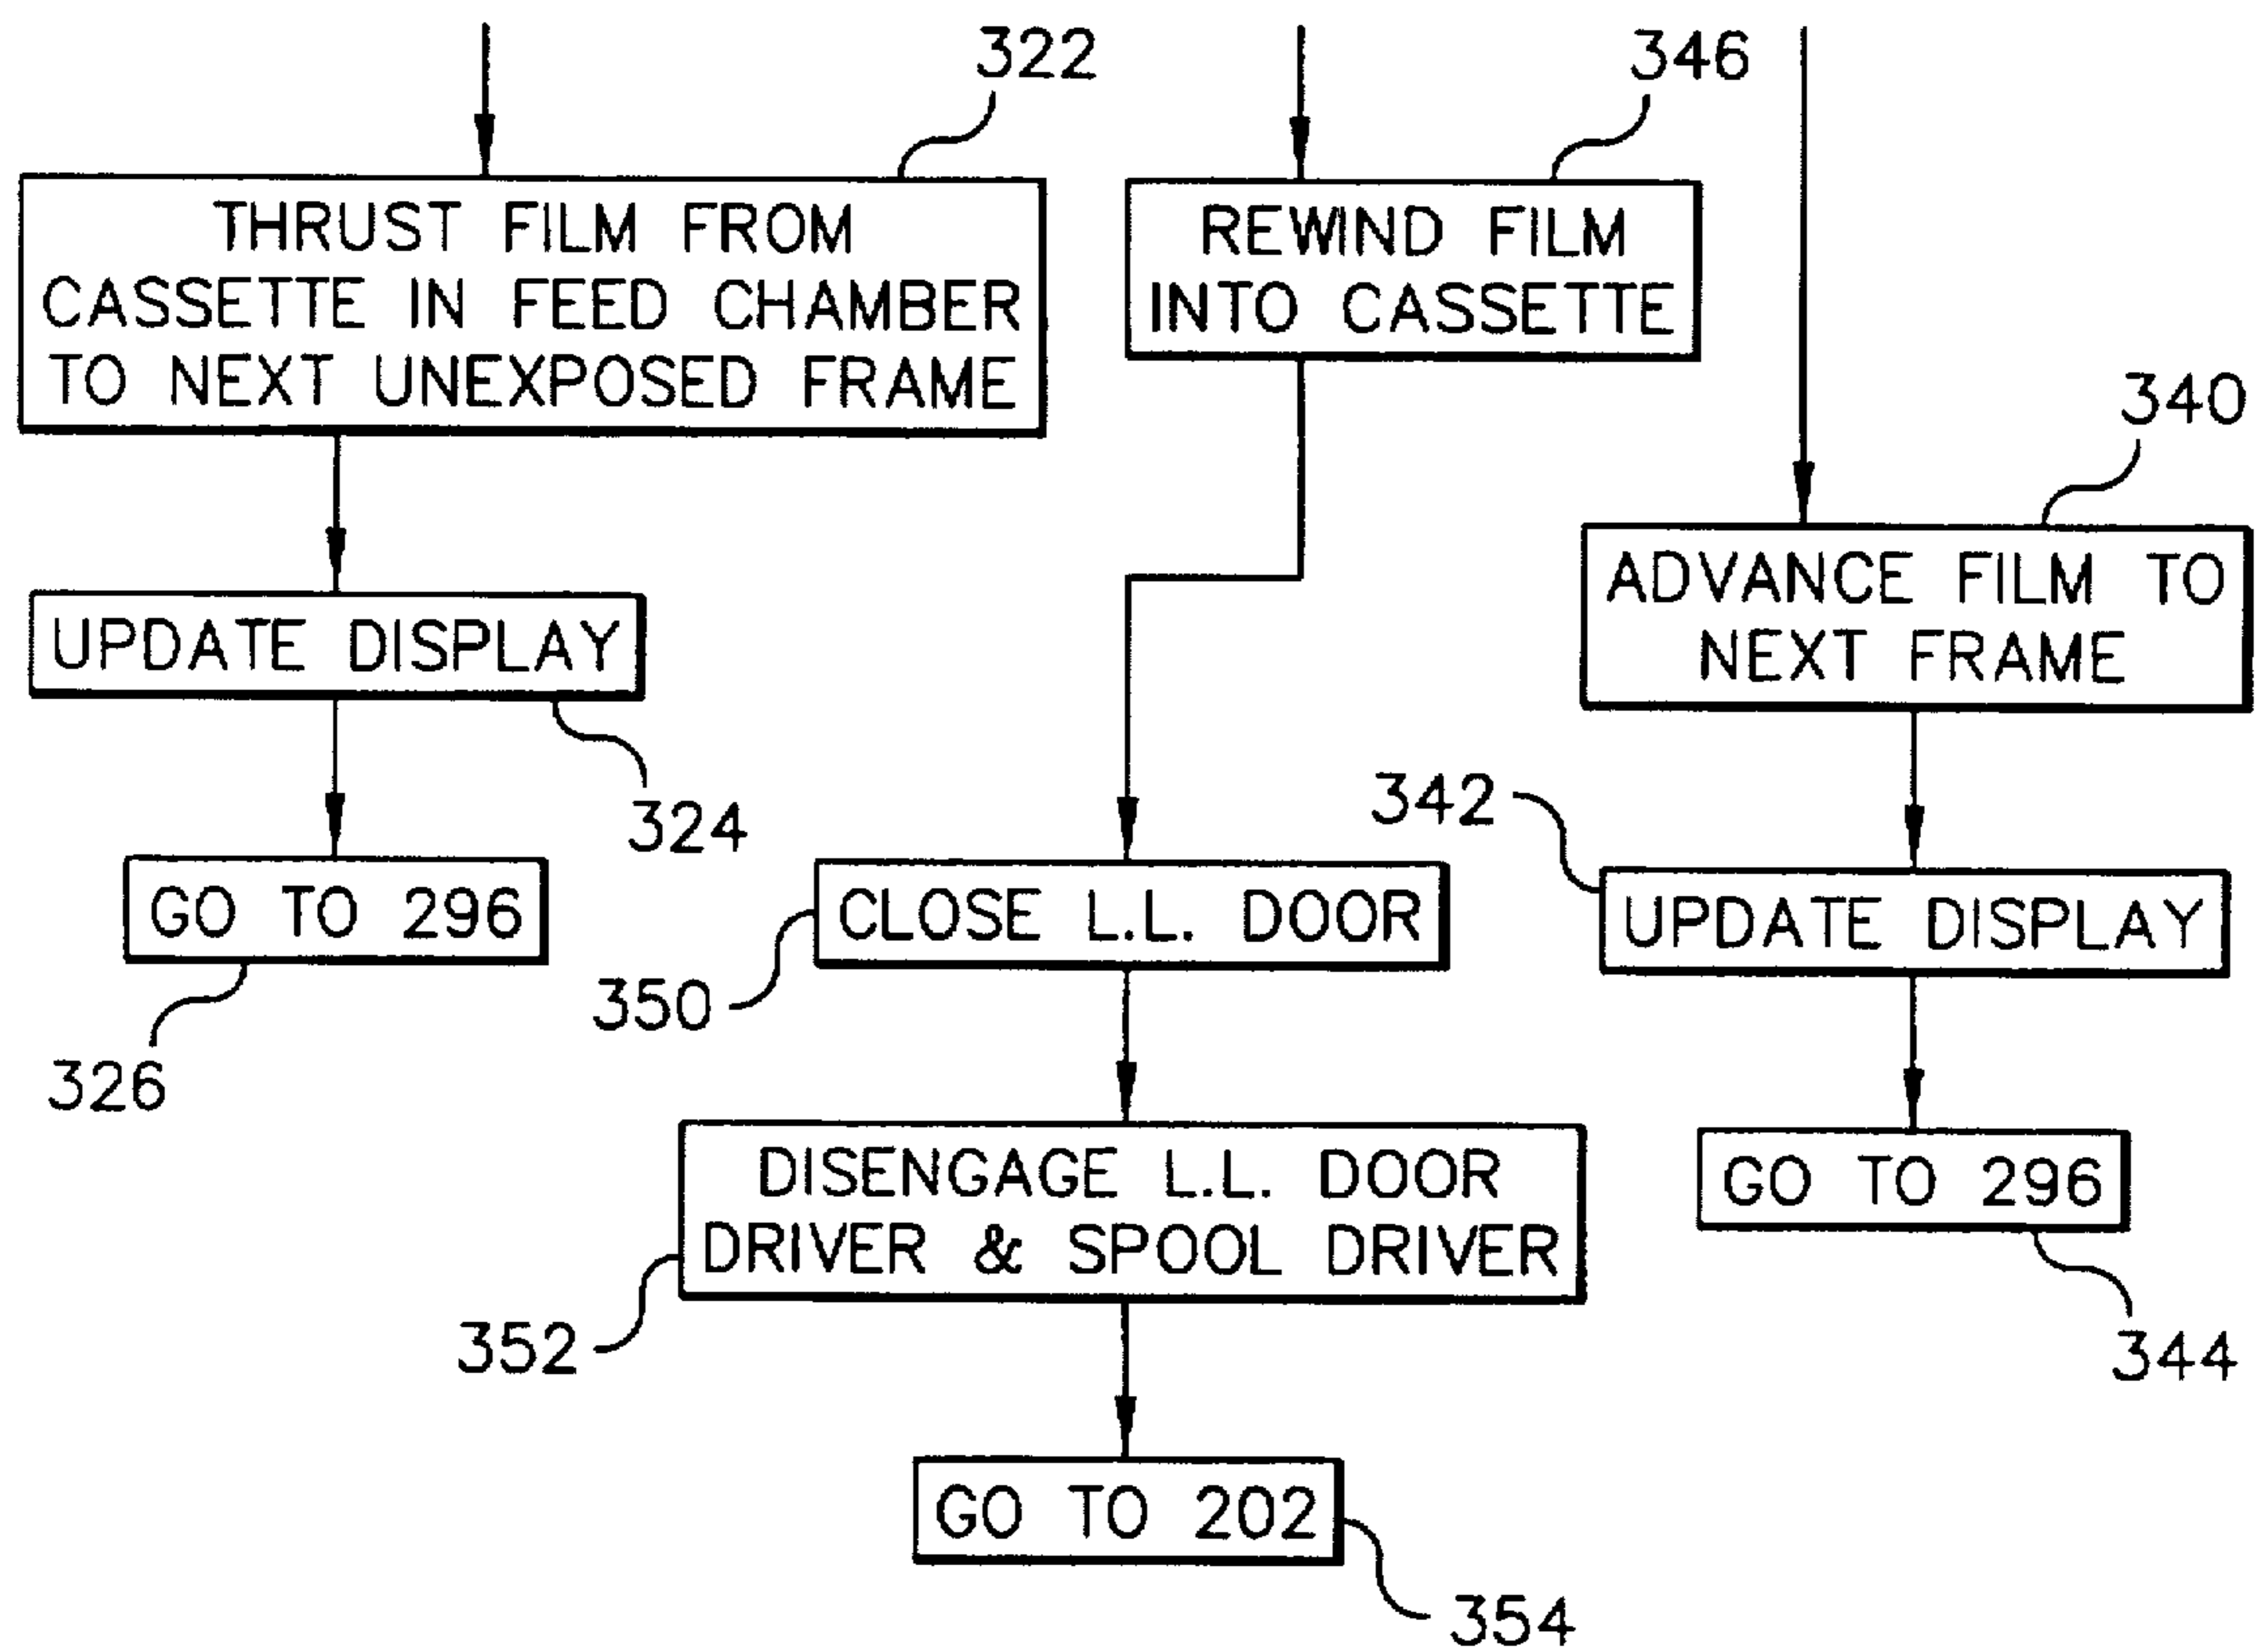 322
THRUST FILM FROM
CASSETTE IN FEED CHAMBER
TO NEXT UNEXPOSED FRAME
UPDATE DISPLAY
324
GO TO 296
326
346
REWIND FILM
INTO CASSETTE
350
CLOSE L.L. DOOR
352
DISENGAGE L.L. DOOR
DRIVER & SPOOL DRIVER
GO TO 202
354
340
ADVANCE FILM TO
NEXT FRAME
342
UPDATE DISPLAY
GO TO 296
344